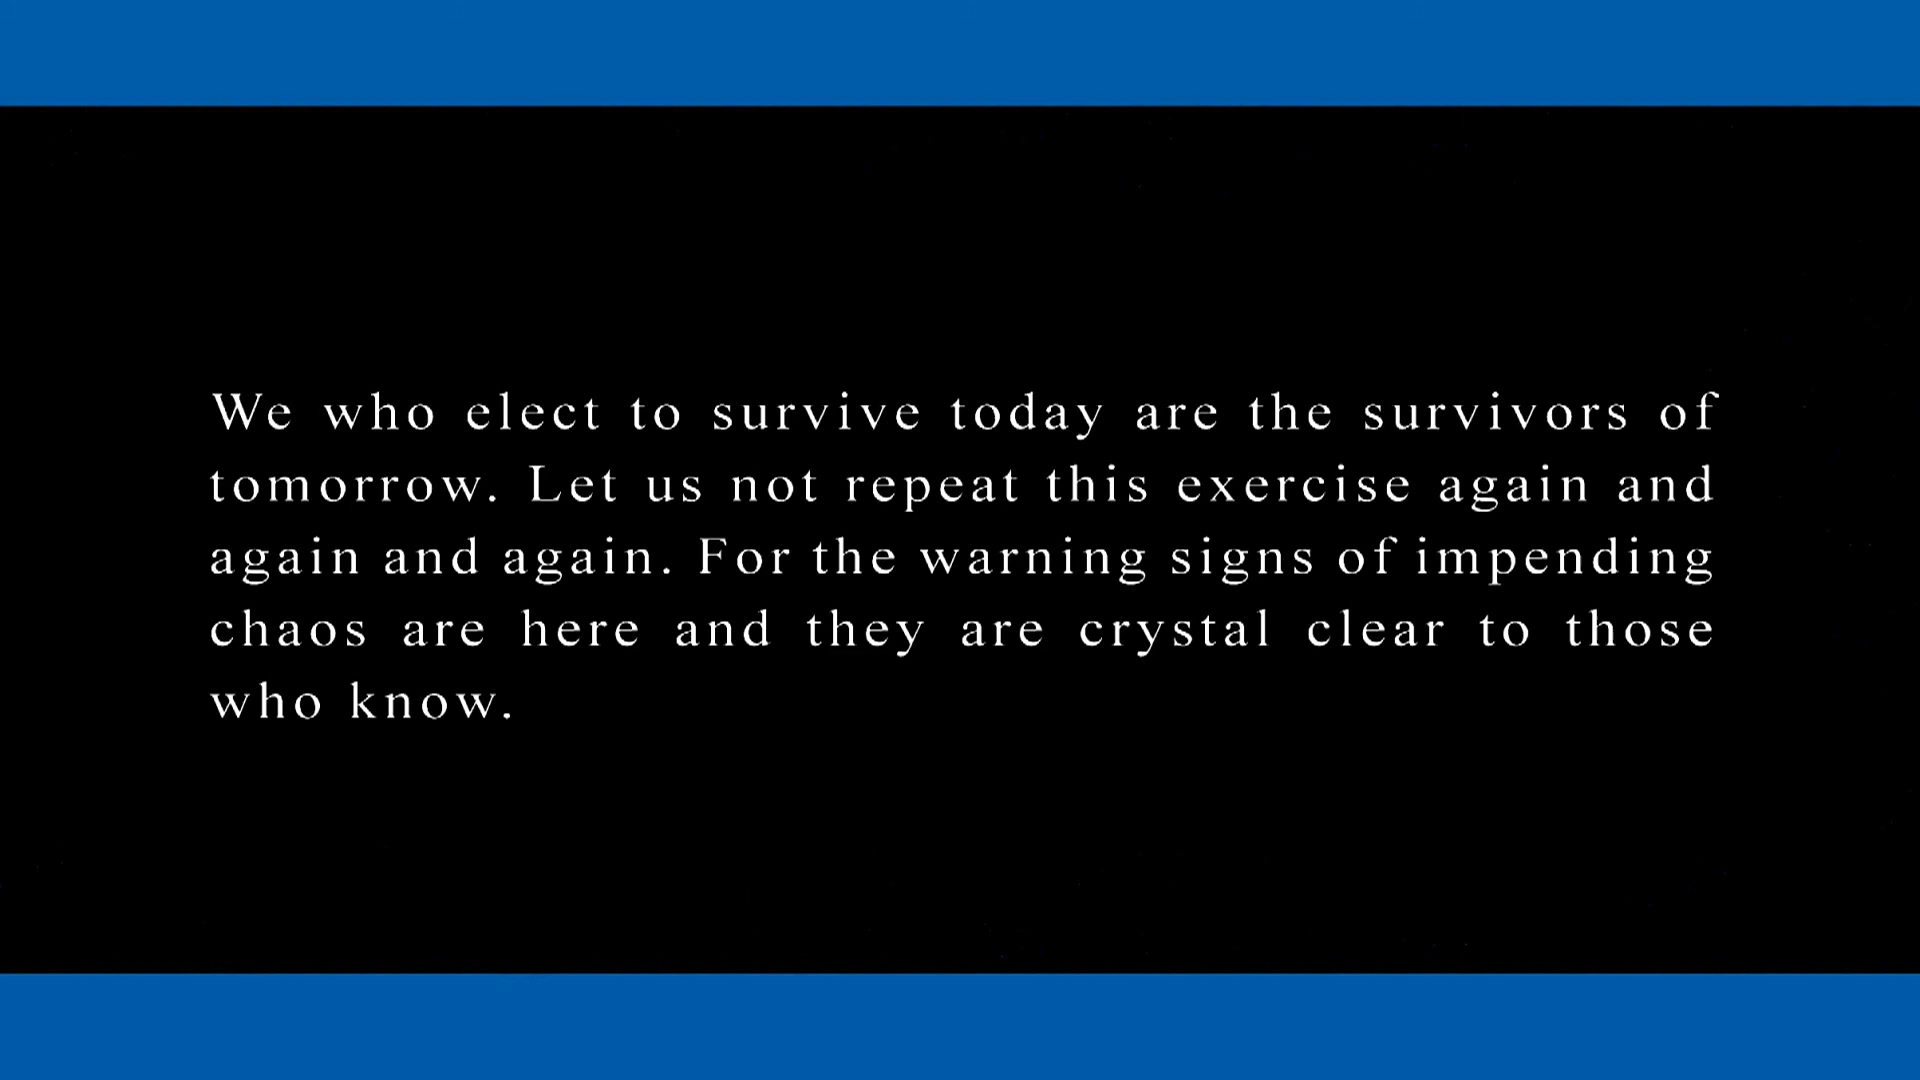 We who elect to survive today are the survivors of
tomorrow. Let us not repeat this exercise again and
again and again. For the warning signs of impending
chaos are here and they are crystal clear to those
who know.